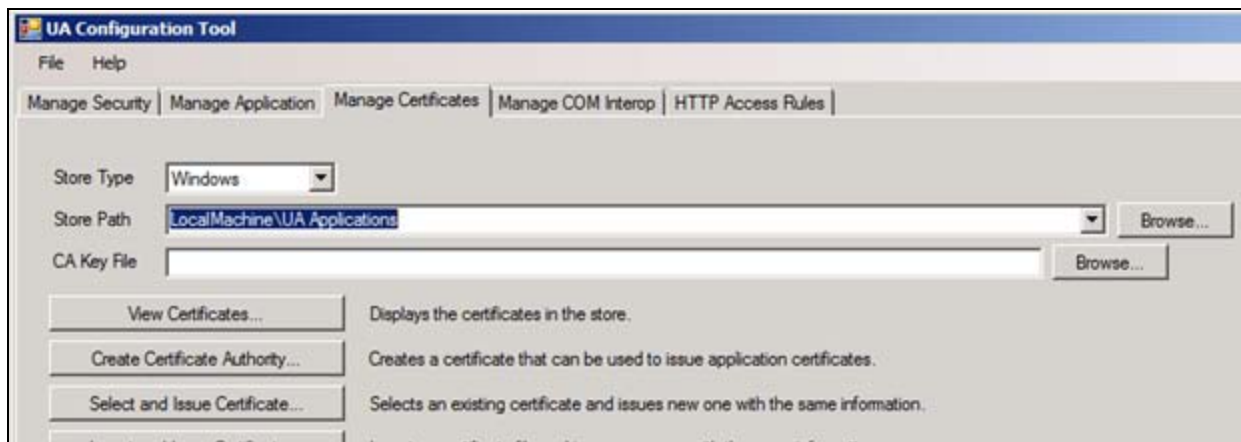 UA Configuration Tool
File Help
Manage Security Manage Application Manage Certificates Manage COM Interop HTTP Access Rules
Store Type Windows
Store Path LocalMachine\UA Applications Browse...
CA Key File Browse...
View Certificates... Displays the certificates in the store.
Create Certificate Authority... Creates a certificate that can be used to issue application certificates.
Select and Issue Certificate... Selects an existing certificate and issues new one with the same information.